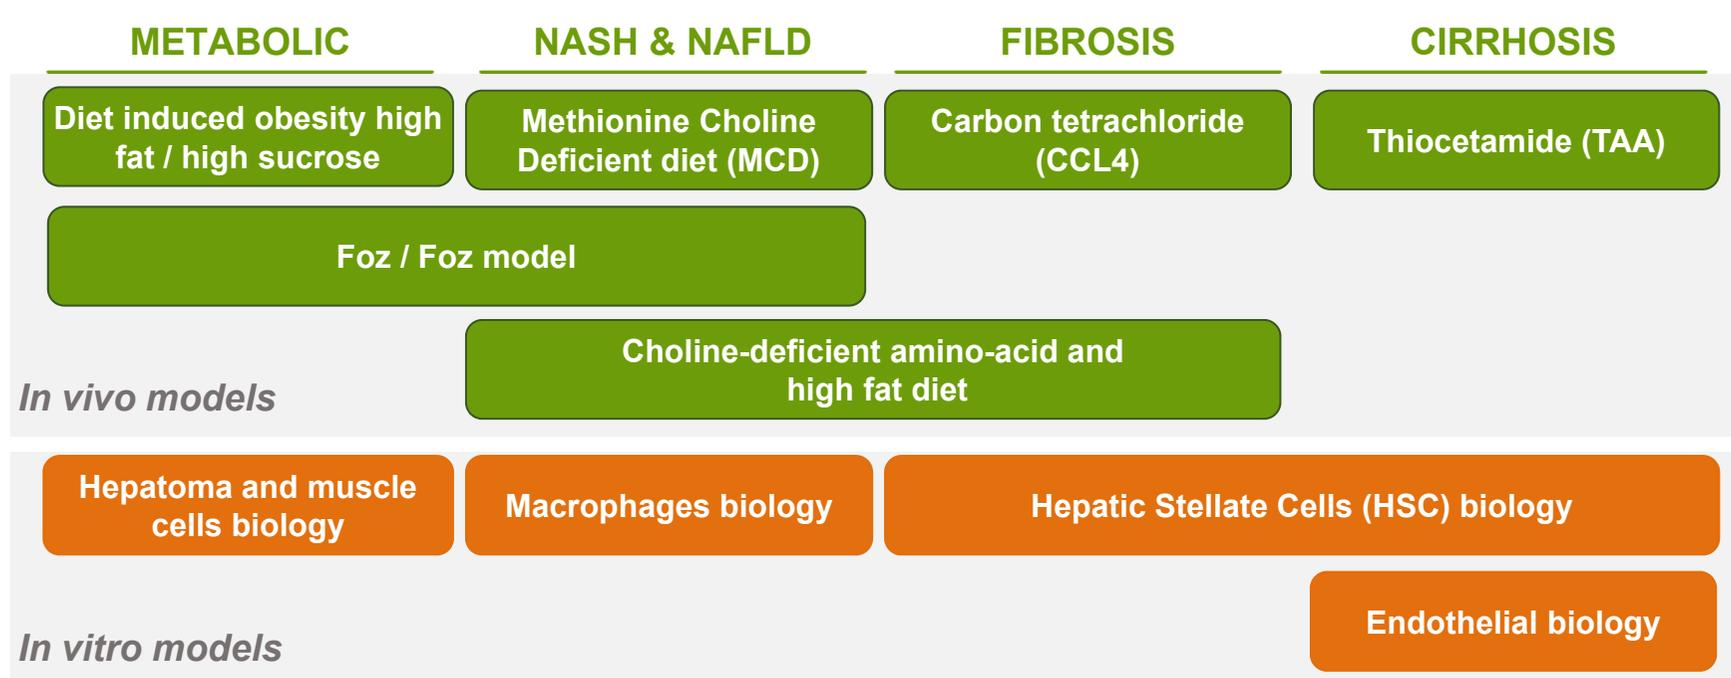 METABOLIC
NASH & NAFLD
FIBROSIS
CIRRHOSIS
Diet induced obesity high
fat / high sucrose
Methionine Choline
Deficient diet (MCD)
Carbon tetrachloride
(CCL4)
Thiocetamide (TAA)
Foz / Foz model
Choline-deficient amino-acid and
high fat diet
In vivo models
Hepatoma and muscle
cells biology
Macrophages biology
Hepatic Stellate Cells (HSC) biology
Endothelial biology
In vitro models